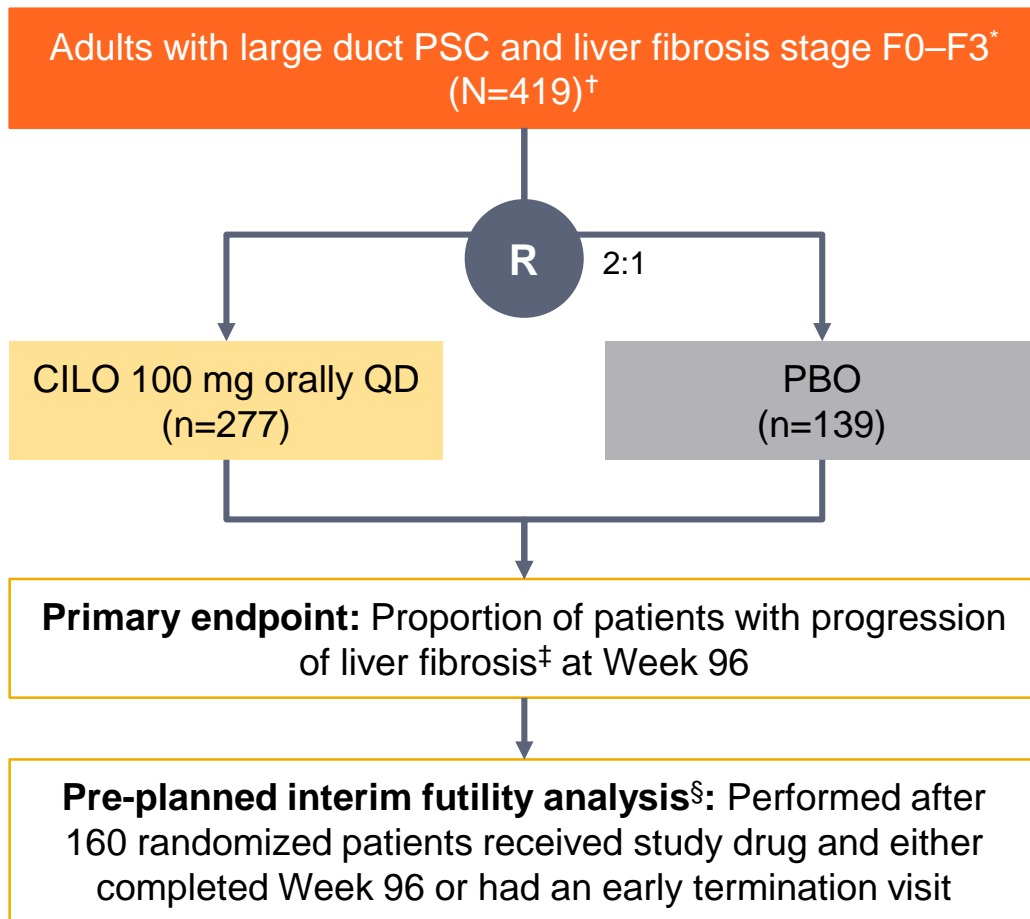 Adults with large duct PSC and liver fibrosis stage F0–F3*
(N=419)†
R
2:1
CILO 100 mg orally QD
(n=277)
PBO
(n=139)
Primary endpoint: Proportion of patients with progression
of liver fibrosis‡ at Week 96
Pre-planned interim futility analysis§: Performed after
160 randomized patients received study drug and either
completed Week 96 or had an early termination visit